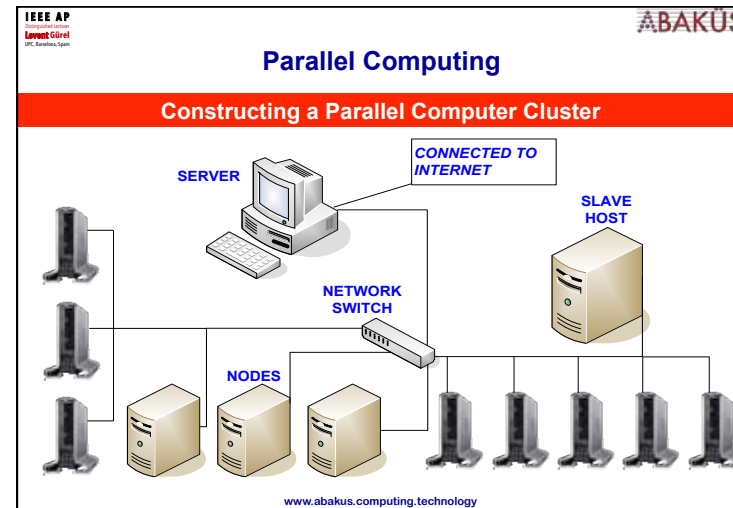 IEEE AP
Distinguished Lecturer
Levent Gürel
UPC, Barcelona, Spain
ABAKÜS
Parallel Computing
Constructing a Parallel Computer Cluster
SERVER
CONNECTED TO
INTERNET
SLAVE
HOST
NETWORK
SWITCH
NODES
www.abakus.computing.technology